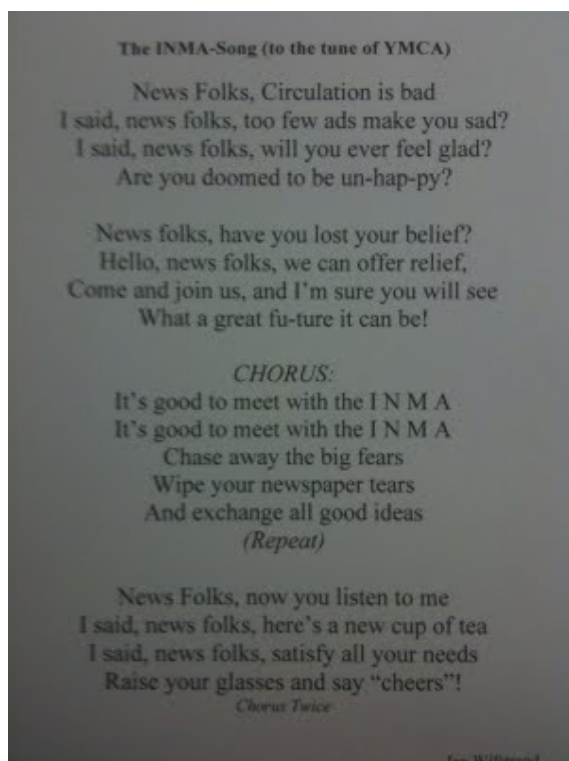 The INMA-Song (to the tune of YMCA)
News Folks, Circulation is bad
I said, news folks, too few ads make you sad?
I said, news folks, will you ever feel glad?
Are you doomed to be un-hap-py?
News folks, have you lost your belief?
Hello, news folks, we can offer relief,
Come and join us, and I'm sure you will see
What a great fu-ture it can be!
CHORUS:
It's good to meet with the I N M A
It's good to meet with the I N M A
Chase away the big fears
Wipe your newspaper tears
And exchange all good ideas
(Repeat)
News Folks, now you listen to me
I said, news folks, here's a new cup of tea
I said, news folks, satisfy all your needs
Raise your glasses and say “cheers”!
Chorus Twice